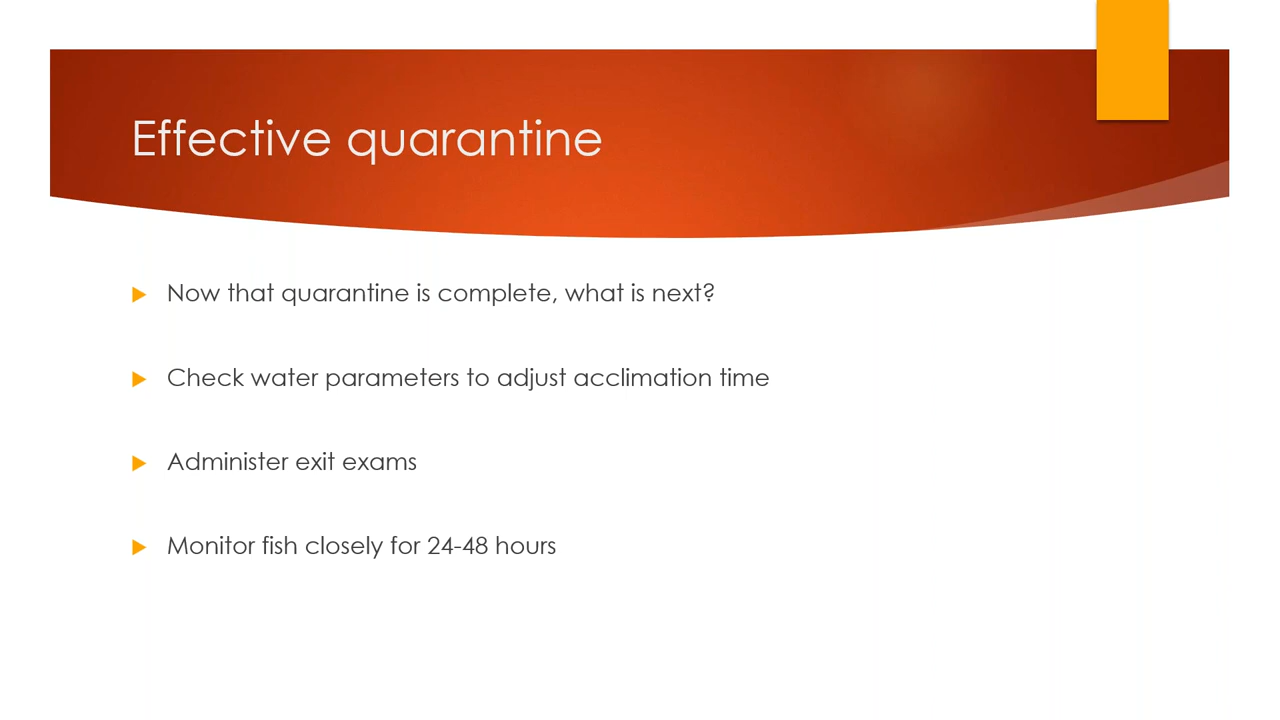 Effective quarantine
Now that quarantine is complete, what is next?
Check water parameters to adjust acclimation time
Administer exit exams
Monitor fish closely for 24-48 hours